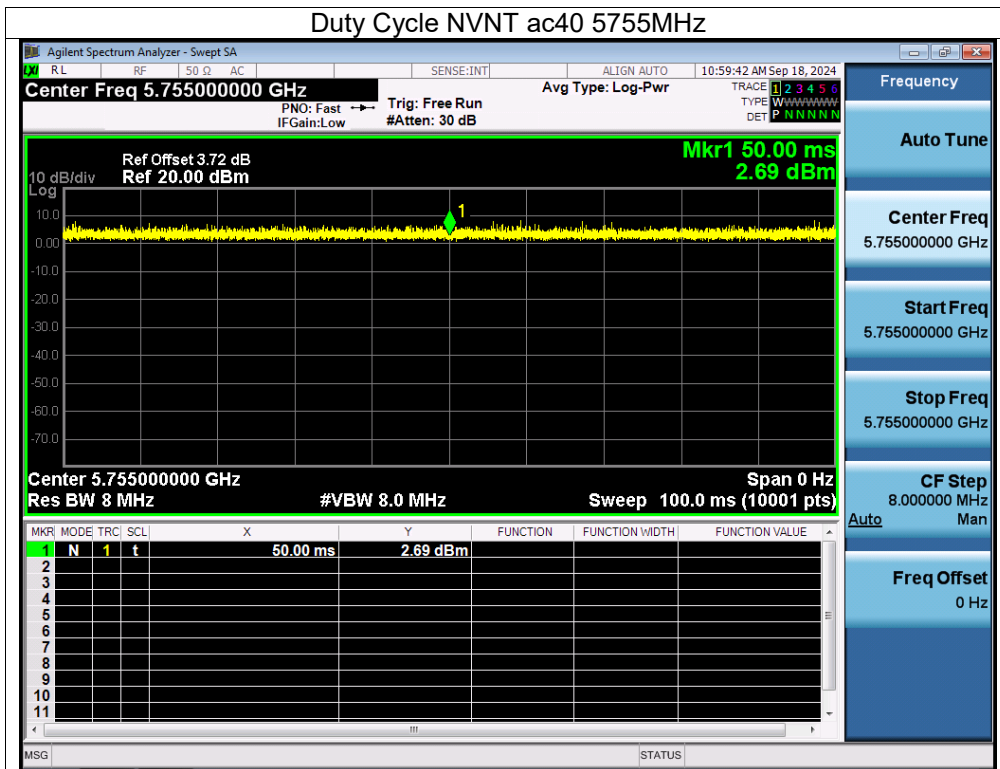 Duty Cycle NVNT ac40 5755MHz
Agilent Spectrum Analyzer - Swept SA
LXI RL RF 50 Ω AC SENSE:INT ALIGN AUTO 10:59:42 AM Sep 18, 2024
Center Freq 5.755000000 GHz
PNO: Fast
IFGain:Low
Trig: Free Run
#Atten: 30 dB
Avg Type: Log-Pwr
TRACE 1 2 3 4 5 6
TYPE WWWWWW
DET P N N N N N
Mkr1 50.00 ms
2.69 dBm
Ref Offset 3.72 dB
10 dB/div Ref 20.00 dBm
Log
10.0
0.00
-10.0
-20.0
-30.0
-40.0
-50.0
-60.0
-70.0
1
Center 5.755000000 GHz Span 0 Hz
Res BW 8 MHz #VBW 8.0 MHz Sweep 100.0 ms (10001 pts)
MKR MODE TRC SCL X Y FUNCTION FUNCTION WIDTH FUNCTION VALUE
1 N 1 t 50.00 ms 2.69 dBm
2
3
4
5
6
7
8
9
10
11
MSG STATUS
Frequency
Auto Tune
Center Freq
5.755000000 GHz
Start Freq
5.755000000 GHz
Stop Freq
5.755000000 GHz
CF Step
8.000000 MHz
Auto Man
Freq Offset
0 Hz